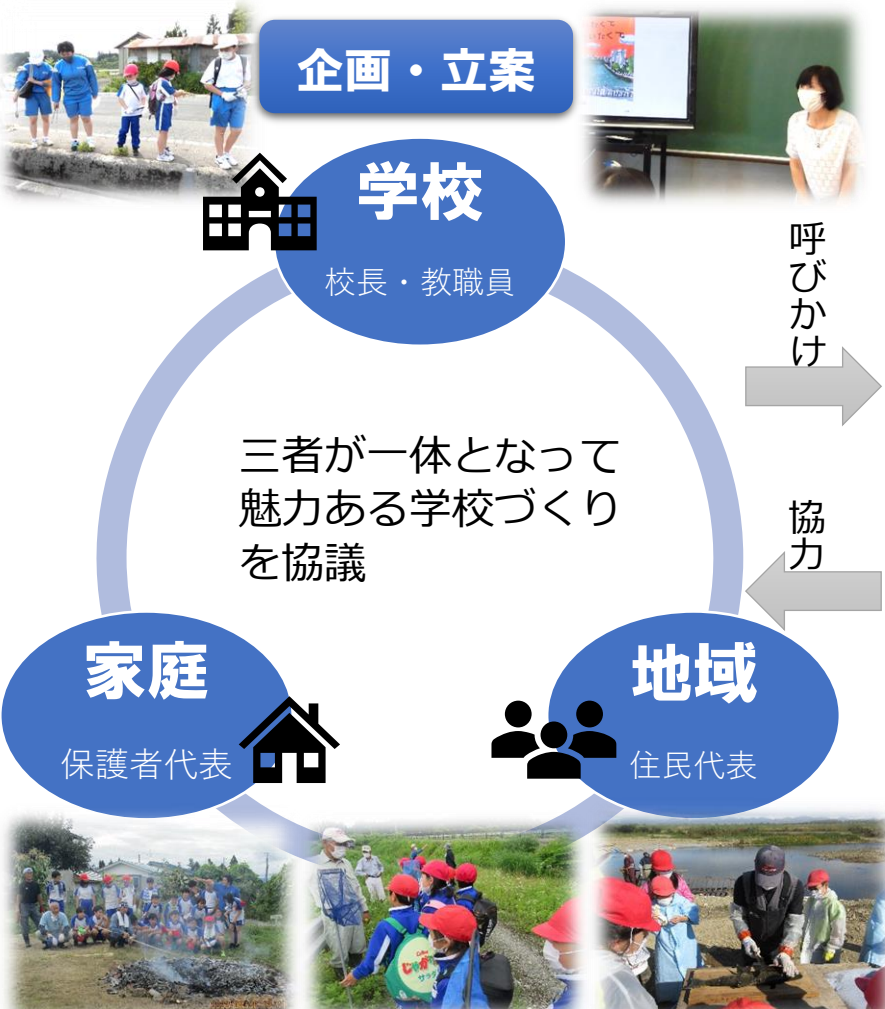 企画・立案
学校
校長・教職員
呼びかけ
三者が一体となって
魅力ある学校づくり
を協議
協力
家庭
保護者代表
地域
住民代表